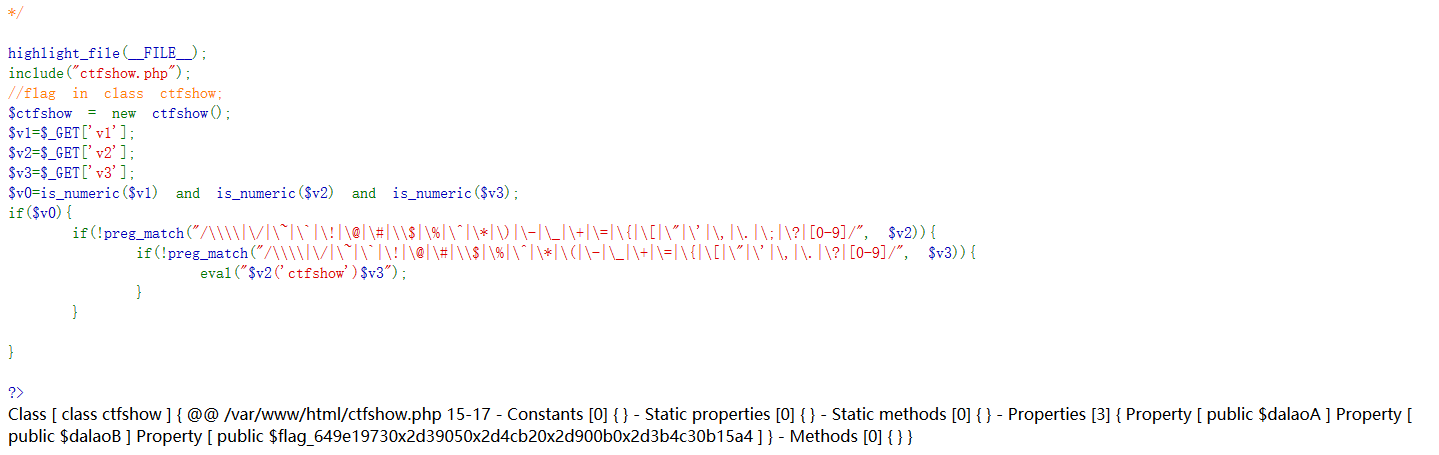 */
highlight_file(__FILE__);
include("ctfshow.php");
//flag in class ctfshow;
$ctfshow = new ctfshow();
$v1=$_GET['v1'];
$v2=$_GET['v2'];
$v3=$_GET['v3'];
$v0=is_numeric($v1) and is_numeric($v2) and is_numeric($v3);
if($v0){
if(!preg_match("/\\\\|\/|\~|\`|\!|\@|\#|\\$|\%|\^|\*|\)|\-|\_|\+|\=|\{|\[|\"|\'|\,|\.|\;|\?|[0-9]/", $v2)){
if(!preg_match("/\\\\|\/|\~|\`|\!|\@|\#|\\$|\%|\^|\*|\(|\-|\_|\+|\=|\{|\[|\"|\'|\,|\.|\?|[0-9]/", $v3)){
eval("$v2('ctfshow')$v3");
}
}
}
?>
Class [ class ctfshow ] { @@ /var/www/html/ctfshow.php 15-17 - Constants [0] { } - Static properties [0] { } - Static methods [0] { } - Properties [3] { Property [ public $dalaoA ] Property [
public $dalaoB ] Property [ public $flag_649e19730x2d39050x2d4cb20x2d900b0x2d3b4c30b15a4 ] } - Methods [0] { } }